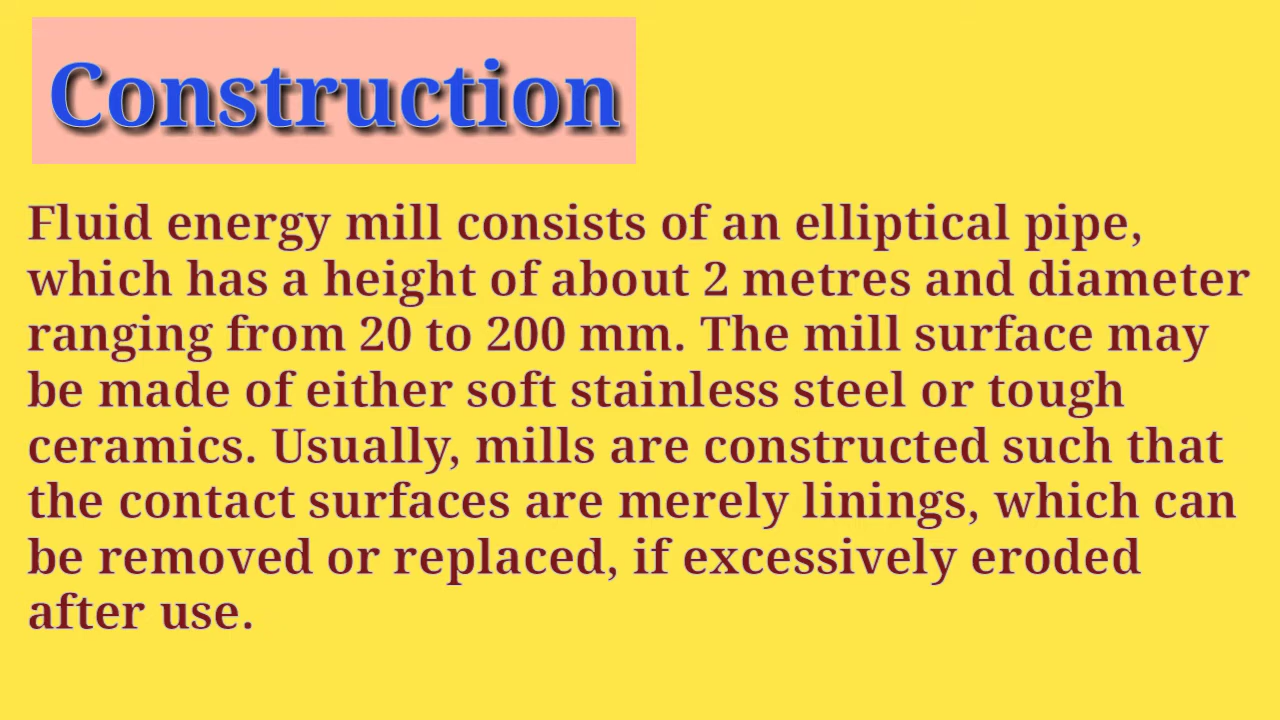 Construction
Fluid energy mill consists of an elliptical pipe,
which has a height of about 2 metres and diameter
ranging from 20 to 200 mm. The mill surface may
be made of either soft stainless steel or tough
ceramics. Usually, mills are constructed such that
the contact surfaces are merely linings, which can
be removed or replaced, if excessively eroded
after use.